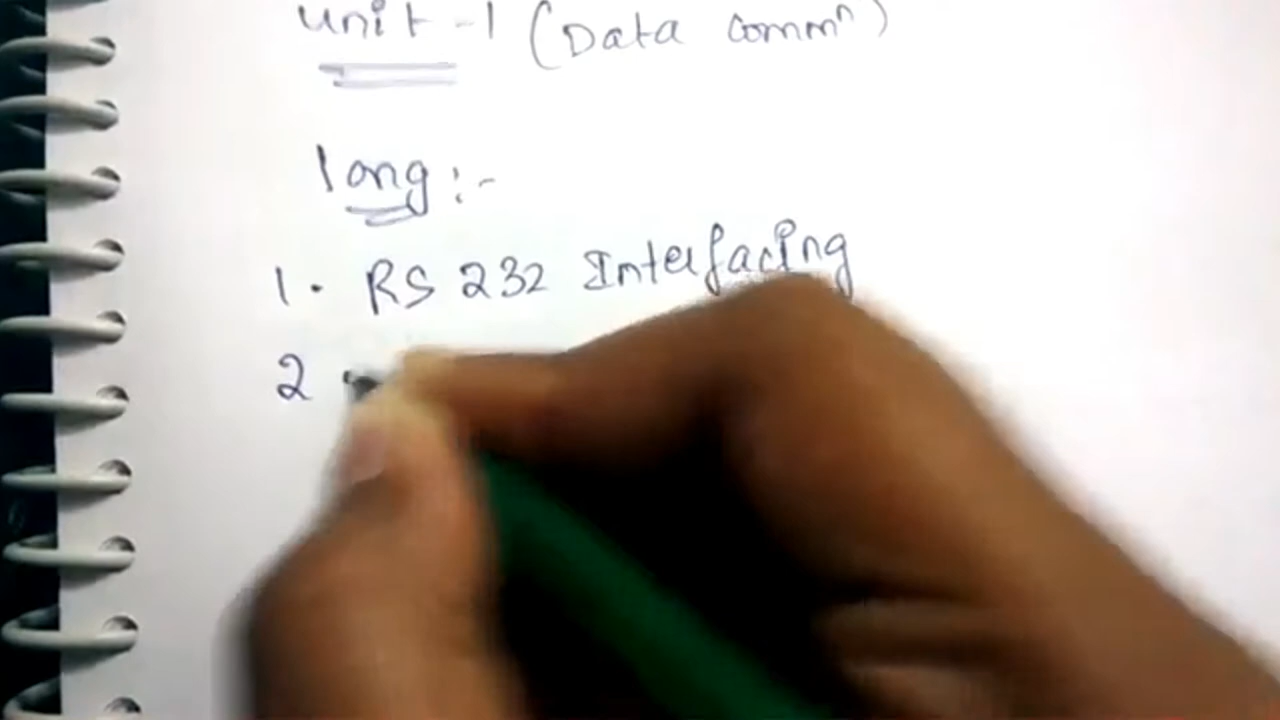 Unit -1 (Data Commⁿ)
long :-
1. RS 232 Interfacing
2